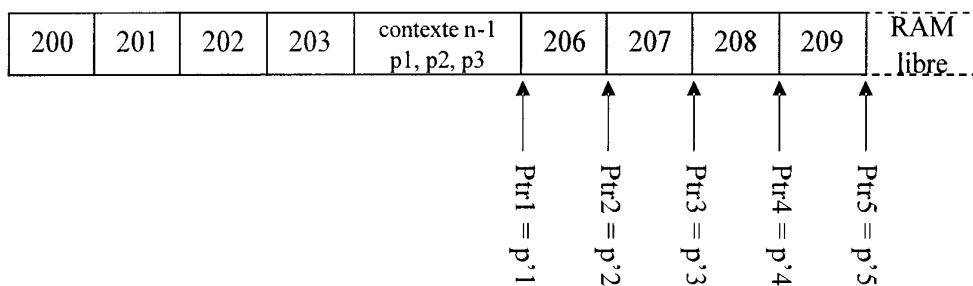 200 201 202 203 contexte n-1 206 207 208 209 RAM
p1, p2, p3 libre
Ptr1 = p'1
Ptr2 = p'2
Ptr3 = p'3
Ptr4 = p'4
Ptr5 = p'5